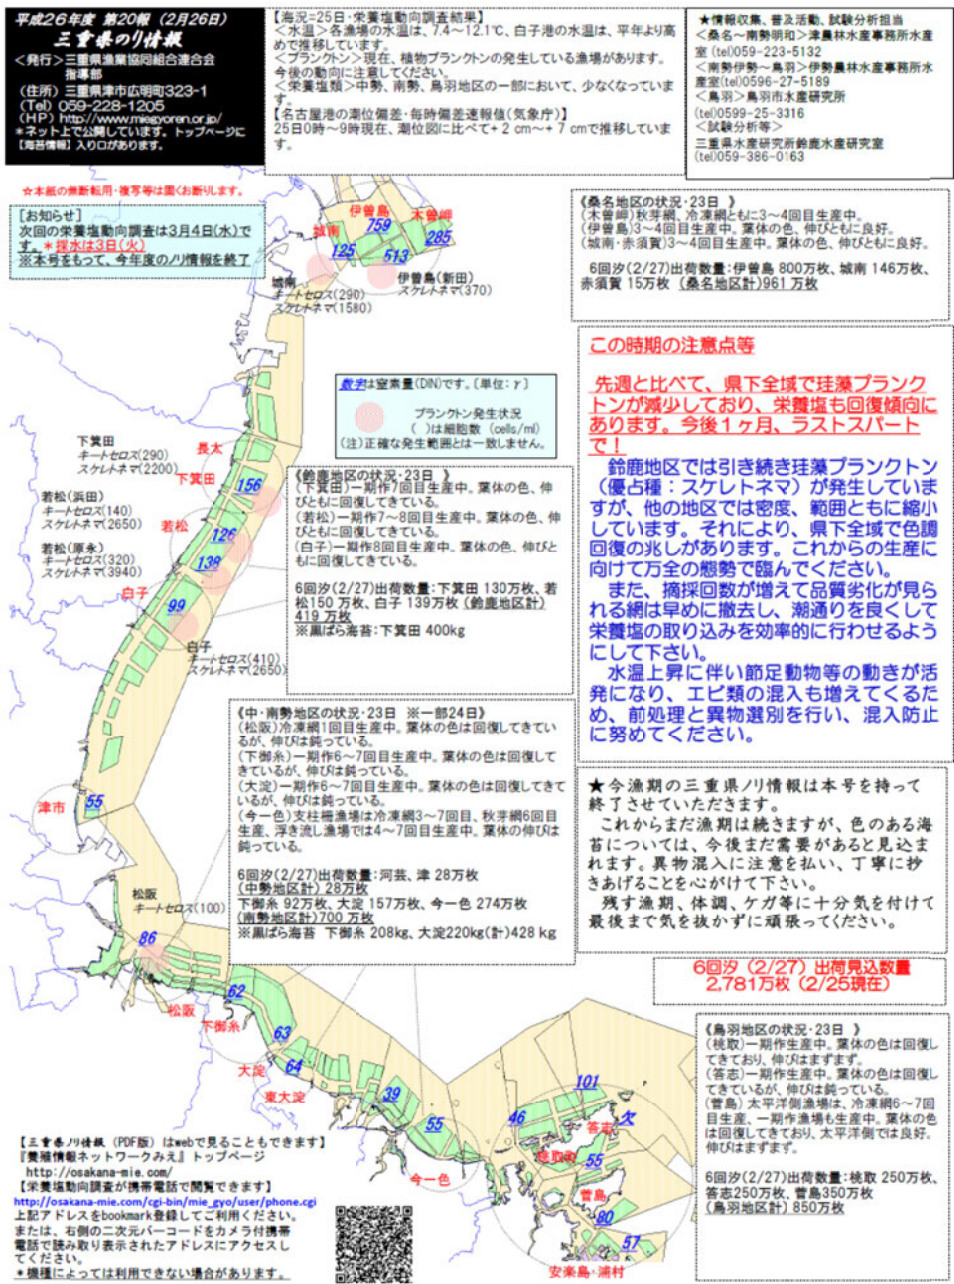 平成26年度 第20報 (2月26日)
三重県のり情報
＜発行＞三重県漁業協同組合連合会
指導部
(住所) 三重県津市広明町323-1
(Tel) 059-228-1205
(HP) http://www.miegyoren.or.jp/
＊ネット上で公開しています。トップページに
【海苔情報】入り口があります。
【海況=25日・栄養塩動向調査結果】
＜水温＞各漁場の水温は、7.4～12.1℃、白子港の水温は、平年より高
めで推移しています。
＜プランクトン＞現在、植物プランクトンの発生している漁場があります。
今後の動向に注意してください。
＜栄養塩類＞中勢、南勢、鳥羽地区の一部において、少なくなっていま
す。
【名古屋港の潮位偏差・毎時偏差速報値(気象庁)】
25日0時～9時現在、潮位図に比べて+2 cm～+7 cmで推移していま
す。
★情報収集、普及活動、試験分析担当
＜桑名～南勢＞津農林水産事務所水産
室 (tel)059-223-5132
＜南勢伊勢～鳥羽＞伊勢農林水産事務所水
産室(tel)0596-27-5189
＜鳥羽＞鳥羽市水産研究所
(tel)0599-25-3316
＜試験分析等＞
三重県水産研究所鈴鹿水産研究室
(tel)059-386-0163
☆本紙の無断転用・複写等は固くお断りします。
[お知らせ]
次回の栄養塩動向調査は3月4日(水)で
す。＊採水は3日(火)
※本号をもって、今年度のノリ情報を終了
伊曽島
木曽岬
城南
759
285
125
513
城南
キートセロス(290)
スケレトネマ(1580)
伊曽島(新田)
スケレトネマ(370)
《桑名地区の状況・23日 》
(木曽岬)秋芽網、冷凍網ともに3～4回目生産中。
(伊曽島)3～4回目生産中。葉体の色、伸びともに良好。
(城南・赤須賀)3～4回目生産中。葉体の色、伸びともに良好。
6回汐(2/27)出荷数量：伊曽島 800万枚、城南 146万枚、
赤須賀 15万枚 (桑名地区計)961万枚
数字は窒素量(DIN)です。[単位：γ]
プランクトン発生状況
( )は細胞数 (cells/ml)
(注)正確な発生範囲とは一致しません。
この時期の注意点等
先週と比べて、県下全域で珪藻プランク
トンが減少しており、栄養塩も回復傾向に
あります。今後1ヶ月、ラストスパート
で！
鈴鹿地区では引き続き珪藻プランクトン
（優占種：スケレトネマ）が発生していま
すが、他の地区では密度、範囲ともに縮小
しています。それにより、県下全域で色調
回復の兆しがあります。これからの生産に
向けて万全の態勢で臨んでください。
また、摘採回数が増えて品質劣化が見ら
れる網は早めに撤去し、潮通りを良くして
栄養塩の取り込みを効率的に行わせるよう
にして下さい。
水温上昇に伴い節足動物等の動きが活
発になり、エビ類の混入も増えてくるた
め、前処理と異物選別を行い、混入防止
に努めてください。
下箕田
キートセロス(290)
スケレトネマ(2200)
長太
下箕田
156
若松(浜田)
キートセロス(140)
スケレトネマ(2650)
若松
126
若松(原永)
キートセロス(320)
スケレトネマ(3940)
138
白子
99
白子
キートセロス(410)
スケレトネマ(2650)
《鈴鹿地区の状況・23日 》
(下箕田)一期作7回目生産中。葉体の色、伸
びともに回復してきている。
(若松)一期作7～8回目生産中。葉体の色、伸
びともに回復してきている。
(白子)一期作8回目生産中。葉体の色、伸びと
もに回復してきている。
6回汐(2/27)出荷数量：下箕田 130万枚、若
松150万枚、白子 139万枚 (鈴鹿地区計)
419万枚
※黒ばら海苔：下箕田 400kg
《中・南勢地区の状況・23日 ※一部24日》
(松阪)冷凍網1回目生産中。葉体の色は回復してきてい
るが、伸びは鈍っている。
(下御糸)一期作6～7回目生産中。葉体の色は回復して
きているが、伸びは鈍っている。
(大淀)一期作6～7回目生産中。葉体の色は回復してきて
いるが、伸びは鈍っている。
(今一色)支柱柵漁場は冷凍網3～7回目、秋芽網6回目
生産、浮き流し漁場では4～7回目生産中。葉体の伸びは
鈍っている。
6回汐(2/27)出荷数量：河芸、津 28万枚
(中勢地区計) 28万枚
下御糸 92万枚、大淀 157万枚、今一色 274万枚
(南勢地区計)700万枚
※黒ばら海苔 下御糸 208kg、大淀220kg(計)428 kg
津市
55
松阪
キートセロス(100)
86
松阪
62
下御糸
63
大淀
64
東大淀
39
55
今一色
46
101
答志
欠
桃取町
55
菅島
80
57
安楽島・浦村
★今漁期の三重県ノリ情報は本号を持って
終了させていただきます。
これからまだ漁期は続きますが、色のある海
苔については、今後まだ需要があると見込ま
れます。異物混入に注意を払い、丁寧に抄
きあげることを心がけて下さい。
残す漁期、体調、ケガ等に十分気を付けて
最後まで気を抜かずに頑張ってください。
6回汐（2/27）出荷見込数量
2,781万枚（2/25現在）
《鳥羽地区の状況・23日 》
(桃取)一期作生産中。葉体の色は回復し
てきており、伸びはまずまず。
(答志)一期作生産中。葉体の色は回復し
てきているが、伸びは鈍っている。
(菅島) 太平洋側漁場は、冷凍網6～7回
目生産、一期作漁場も生産中。葉体の色
は回復してきており、太平洋側では良好。
伸びはまずまず。
6回汐(2/27)出荷数量：桃取 250万枚、
答志250万枚、菅島350万枚
(鳥羽地区計)850万枚
【三重県ノリ情報（PDF版）はwebで見ることもできます】
『養殖情報ネットワークみえ』トップページ
http://osakana-mie.com/
【栄養塩動向調査が携帯電話で閲覧できます】
http://osakana-mie.com/cgi-bin/mie_gyo/user/phone.cgi
上記アドレスをbookmark登録してご利用ください。
または、右側の二次元バーコードをカメラ付携帯
電話で読み取り表示されたアドレスにアクセスし
てください。
＊機種によっては利用できない場合があります。